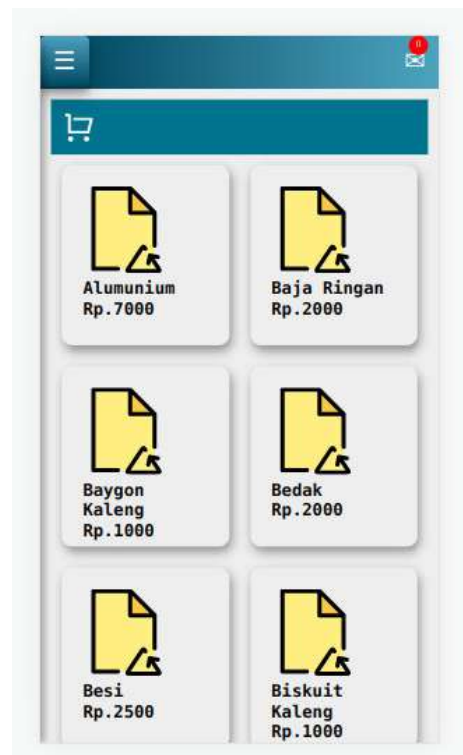 0
Alumunium
Rp.7000
Baja Ringan
Rp.2000
Baygon
Kaleng
Rp.1000
Bedak
Rp.2000
Besi
Rp.2500
Biskuit
Kaleng
Rp.1000